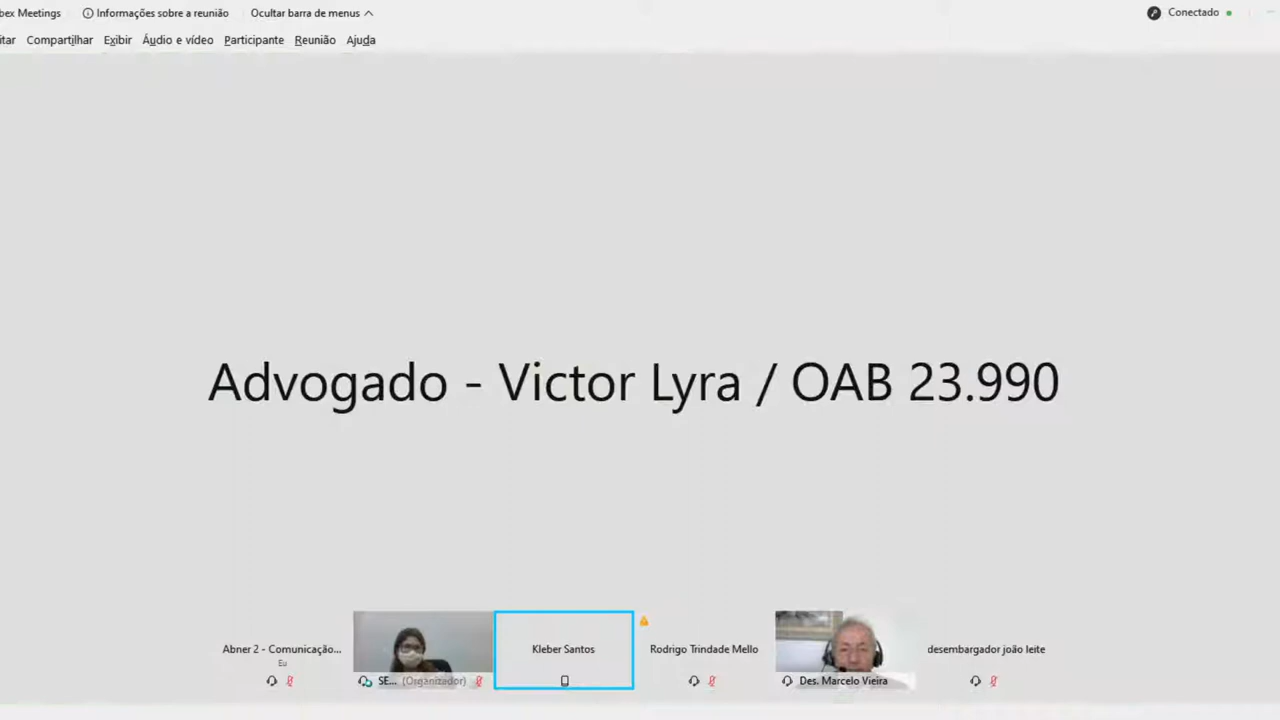 bex Meetings Informações sobre a reunião Ocultar barra de menus Conectado
itar Compartilhar Exibir Áudio e vídeo Participante Reunião Ajuda
Advogado - Victor Lyra / OAB 23.990
Abner 2 - Comunicação...
Eu
SE... (Organizador)
Kleber Santos
Rodrigo Trindade Mello
Des. Marcelo Vieira
desembargador joão leite